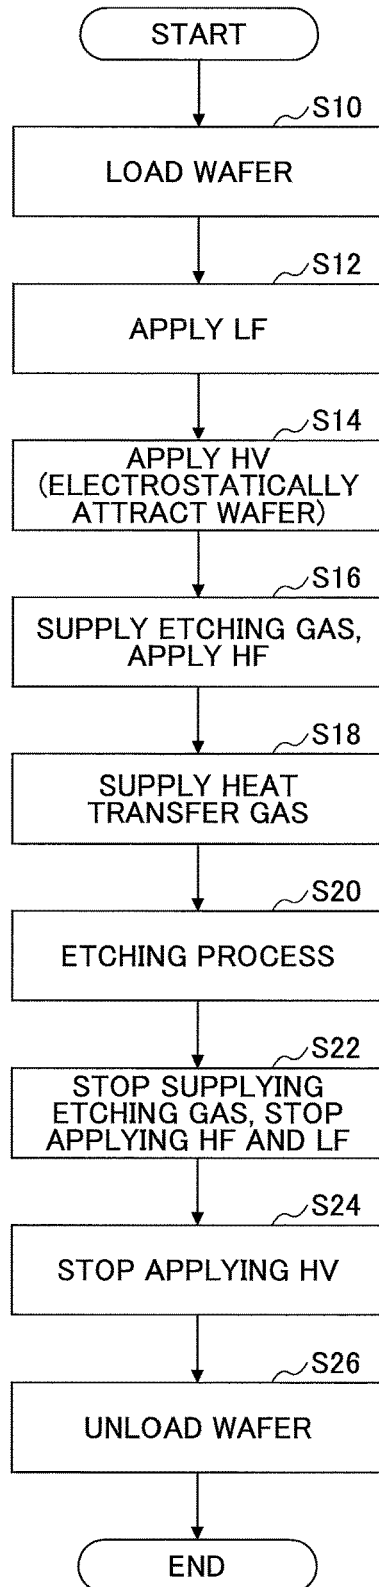 START
S10
LOAD WAFER
S12
APPLY LF
S14
APPLY HV
(ELECTROSTATICALLY
ATTRACT WAFER)
S16
SUPPLY ETCHING GAS,
APPLY HF
S18
SUPPLY HEAT
TRANSFER GAS
S20
ETCHING PROCESS
S22
STOP SUPPLYING
ETCHING GAS, STOP
APPLYING HF AND LF
S24
STOP APPLYING HV
S26
UNLOAD WAFER
END